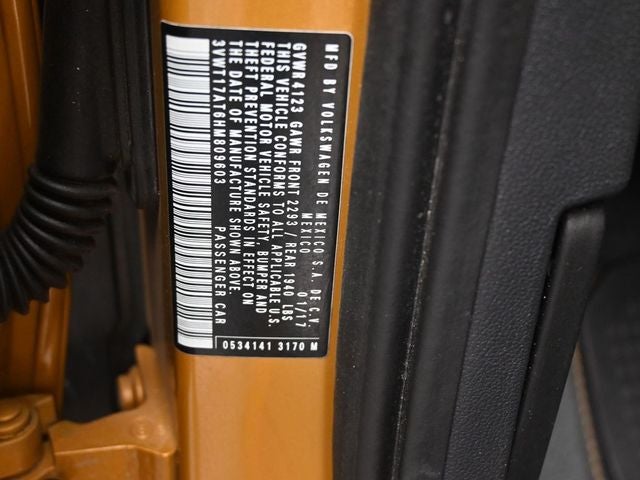 MFD BY VOLKSWAGEN DE MEXICO S.A. DE C.V.
MEXICO 01/17
GVWR 4123 GAWR FRONT 2293 / REAR 1940 LBS
THIS VEHICLE CONFORMS TO ALL APPLICABLE U.S.
FEDERAL MOTOR VEHICLE SAFETY, BUMPER AND
THEFT PREVENTION STANDARDS IN EFFECT ON
THE DATE OF MANUFACTURE SHOWN ABOVE.
3VWT17AT6HM809603 PASSENGER CAR
0534141 3170 M